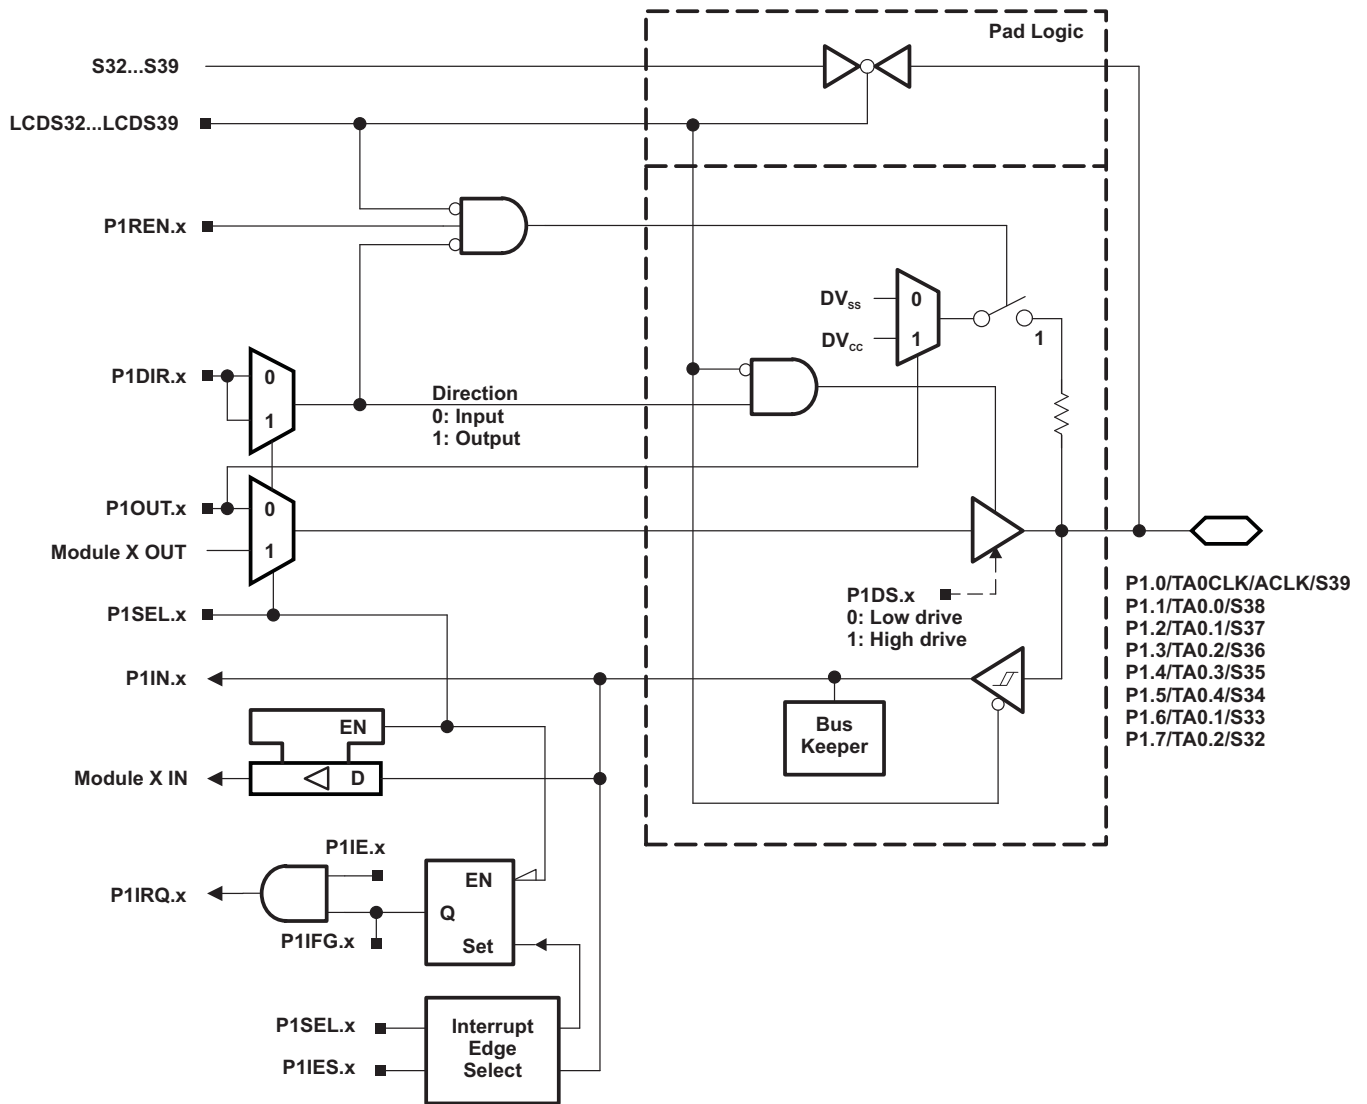 Pad Logic
S32...S39
LCDS32...LCDS39
P1REN.x
DVSS
0
DVCC
1
1
P1DIR.x
0
1
Direction
0: Input
1: Output
P1OUT.x
0
Module X OUT
1
P1SEL.x
P1DS.x
0: Low drive
1: High drive
P1.0/TA0CLK/ACLK/S39
P1.1/TA0.0/S38
P1.2/TA0.1/S37
P1.3/TA0.2/S36
P1.4/TA0.3/S35
P1.5/TA0.4/S34
P1.6/TA0.1/S33
P1.7/TA0.2/S32
P1IN.x
Bus
Keeper
EN
Module X IN
D
P1IE.x
P1IRQ.x
EN
Q
P1IFG.x
Set
P1SEL.x
P1IES.x
Interrupt
Edge
Select